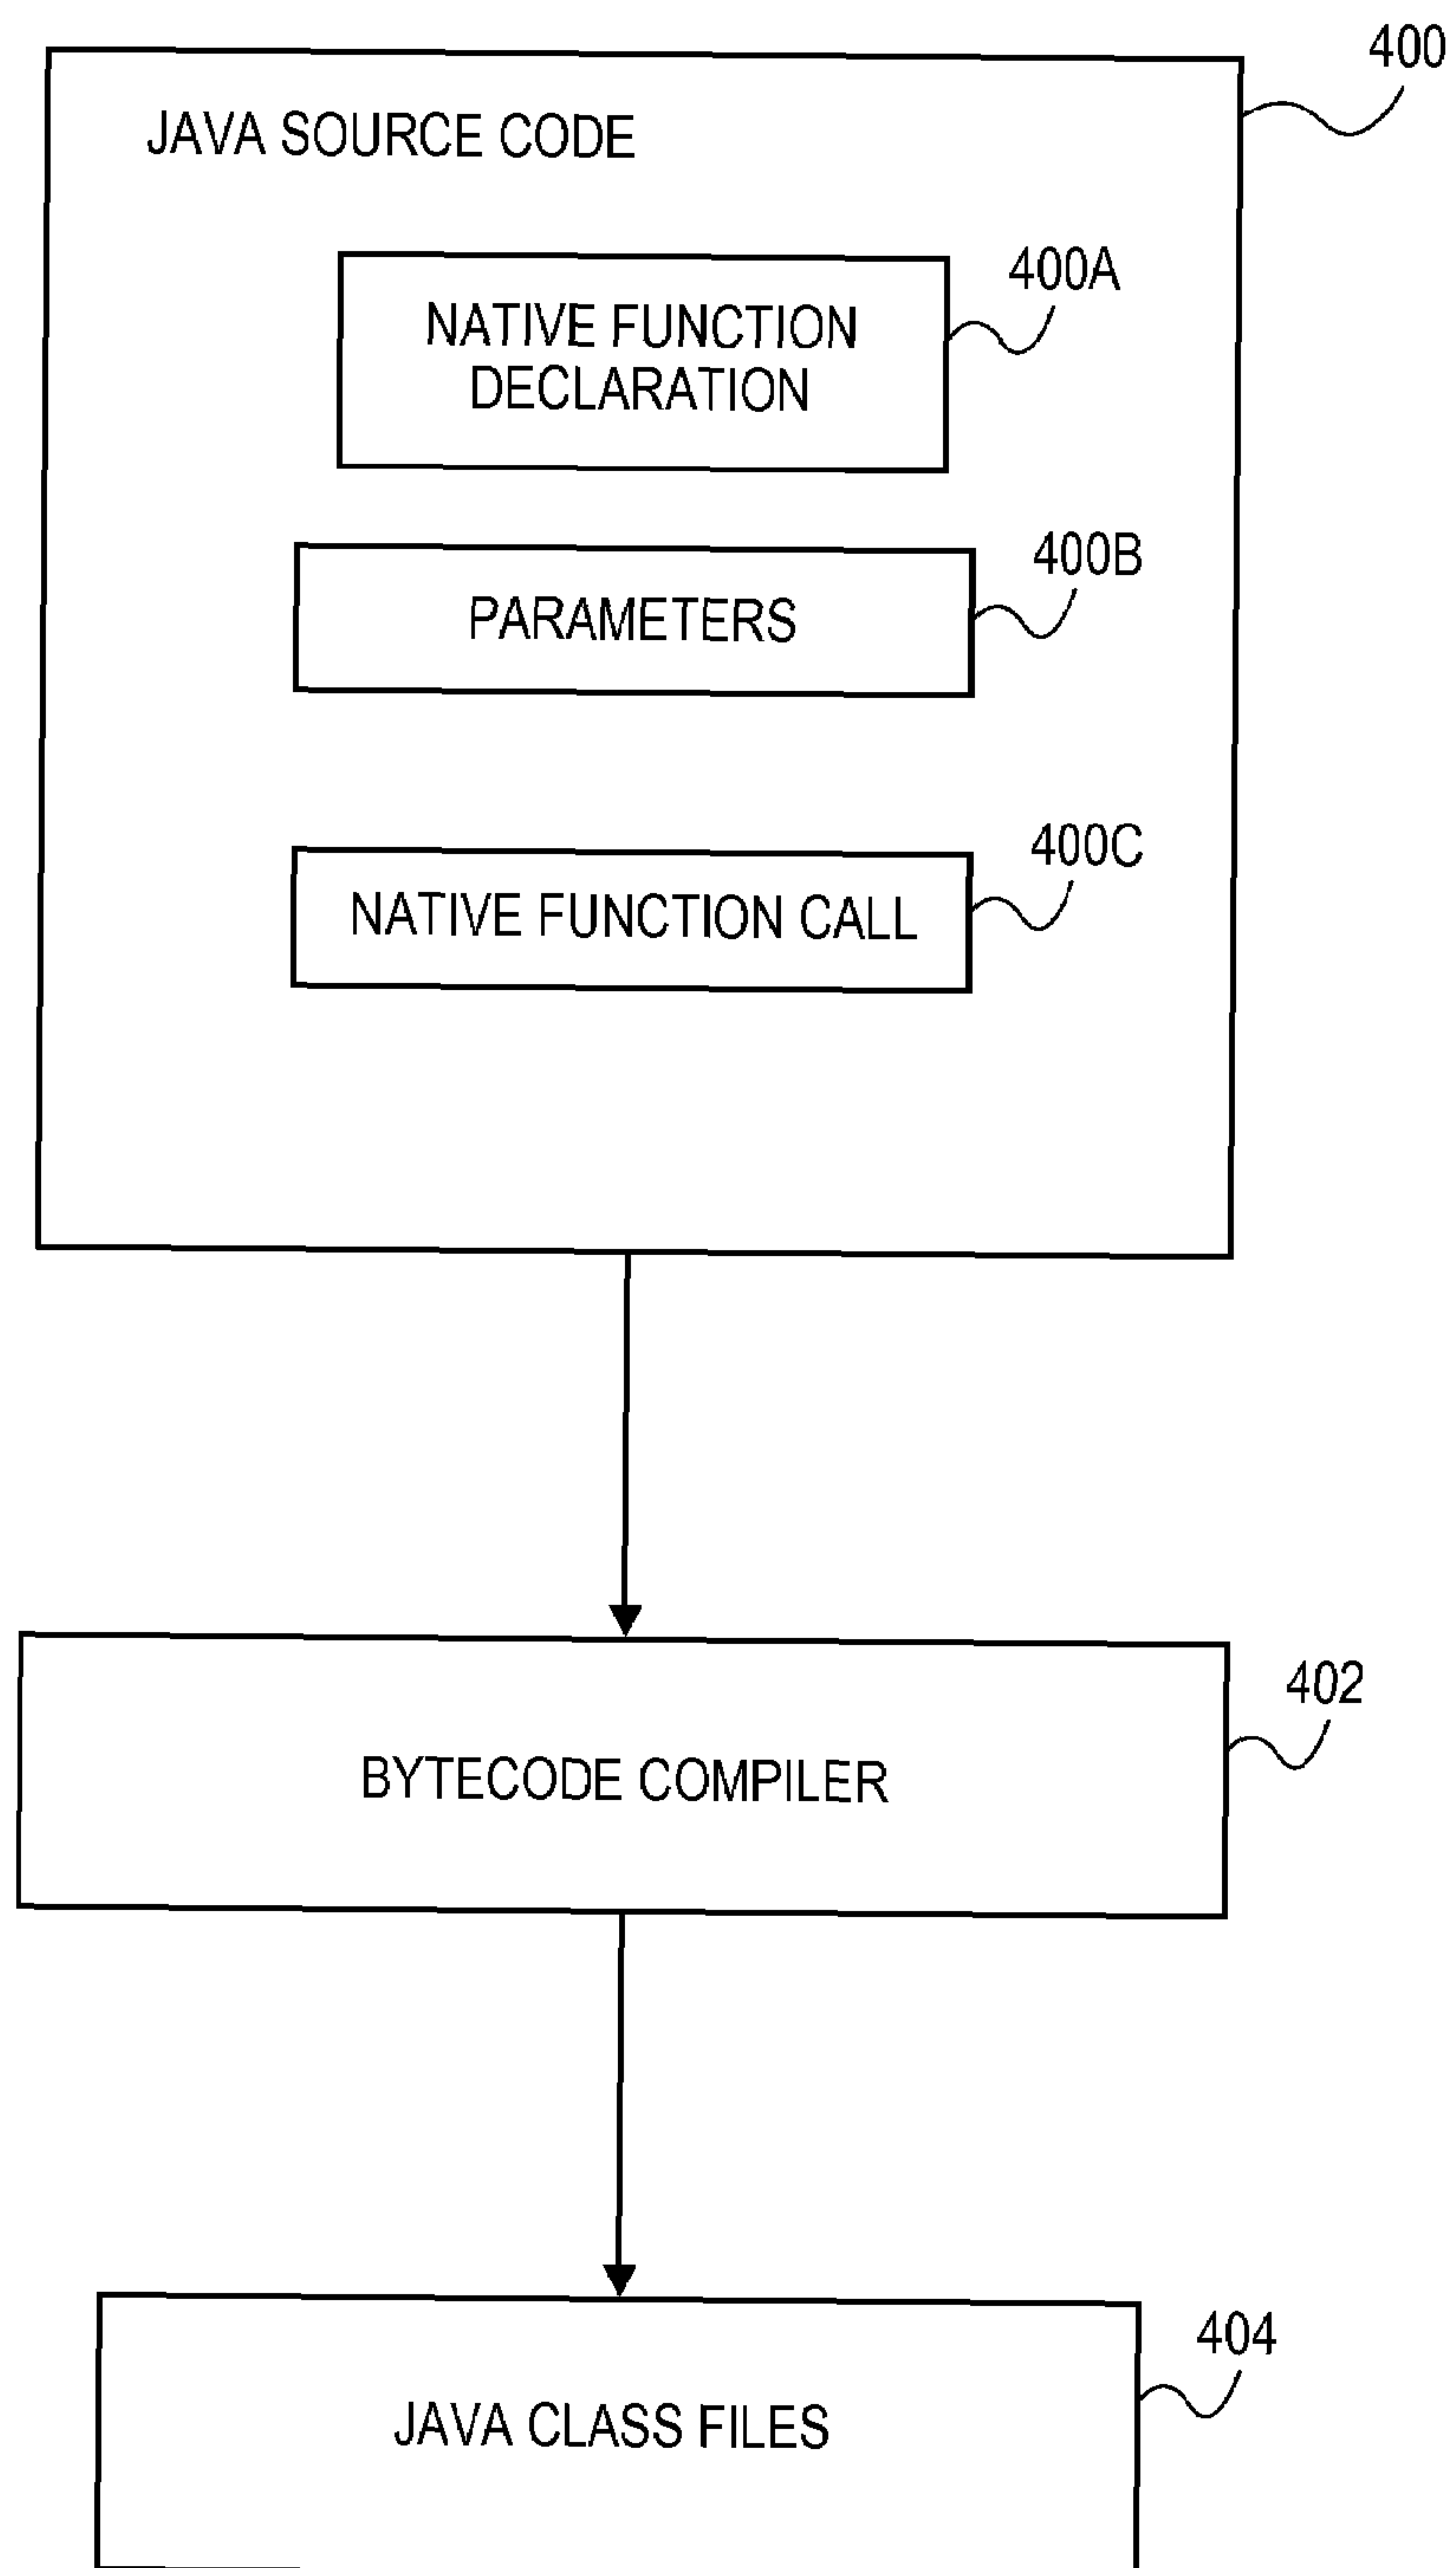 400
JAVA SOURCE CODE
400A
NATIVE FUNCTION
DECLARATION
400B
PARAMETERS
400C
NATIVE FUNCTION CALL
402
BYTECODE COMPILER
404
JAVA CLASS FILES